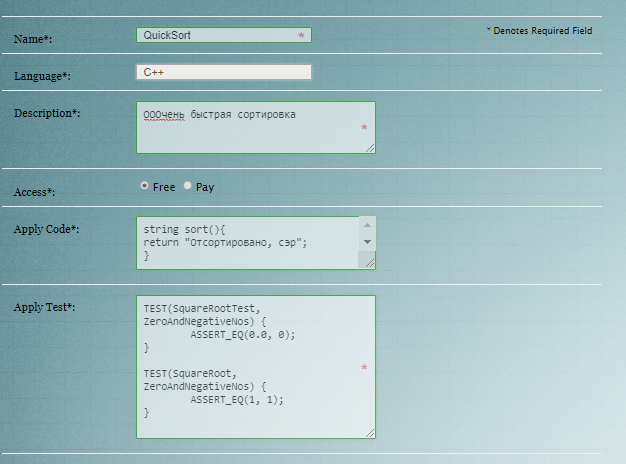 Name*: QuickSort * * Denotes Required Field
Language*: C++
Description*: ОООчень быстрая сортировка
*
Access*: Free Pay
Apply Code*: string sort(){
return "Отсортировано, сэр";
}
Apply Test*: TEST(SquareRootTest,
ZeroAndNegativeNos) {
ASSERT_EQ(0.0, 0);
}
TEST(SquareRoot,
*
ZeroAndNegativeNos) {
ASSERT_EQ(1, 1);
}